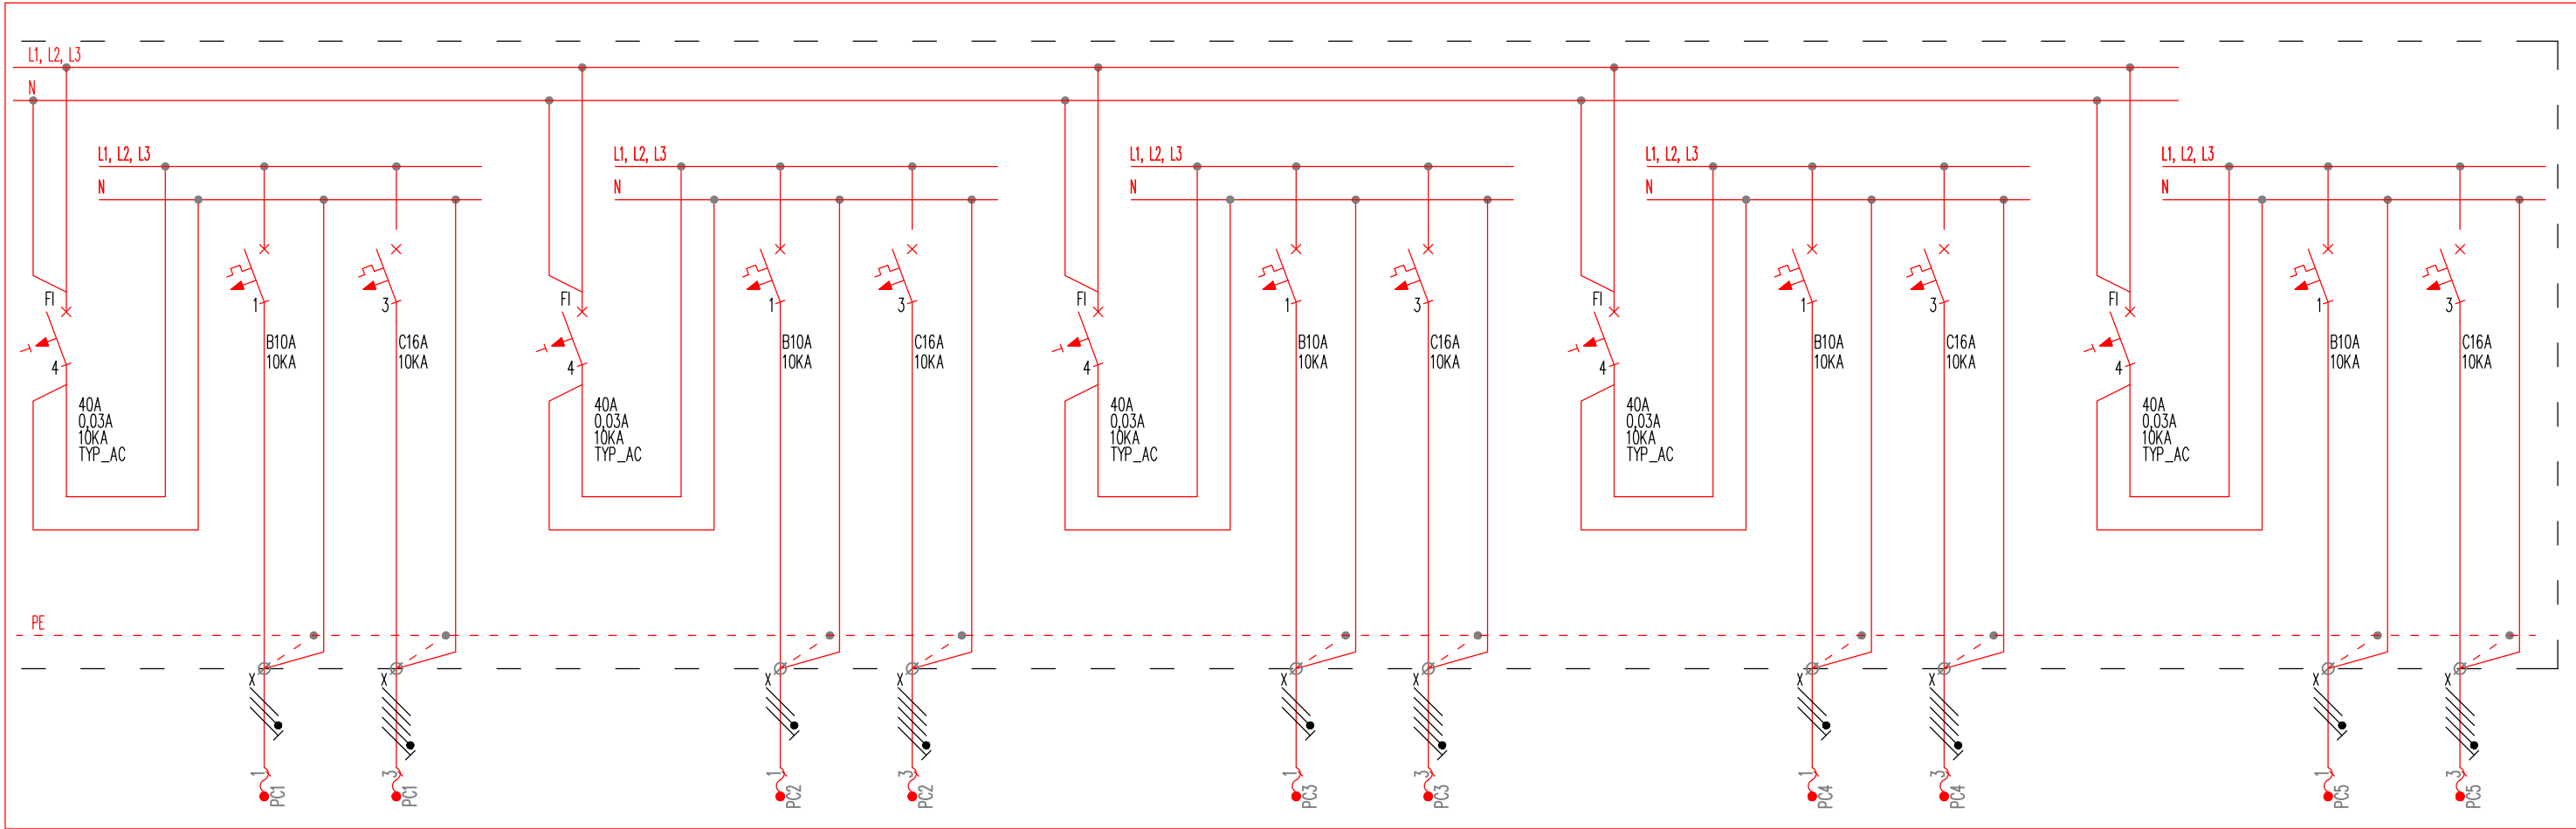 L1, L2, L3
N
L1, L2, L3
N
L1, L2, L3
N
L1, L2, L3
N
L1, L2, L3
N
L1, L2, L3
N
FI
1
3
FI
1
3
FI
1
3
FI
1
3
FI
1
3
B10A
10KA
C16A
10KA
B10A
10KA
C16A
10KA
B10A
10KA
C16A
10KA
B10A
10KA
C16A
10KA
B10A
10KA
C16A
10KA
4
4
4
4
4
40A
0,03A
10KA
TYP_AC
40A
0,03A
10KA
TYP_AC
40A
0,03A
10KA
TYP_AC
40A
0,03A
10KA
TYP_AC
40A
0,03A
10KA
TYP_AC
PE
X
X
X
X
X
X
X
X
X
X
1
PC1
3
PC1
1
PC2
3
PC2
1
PC3
3
PC3
1
PC4
3
PC4
1
PC5
3
PC5